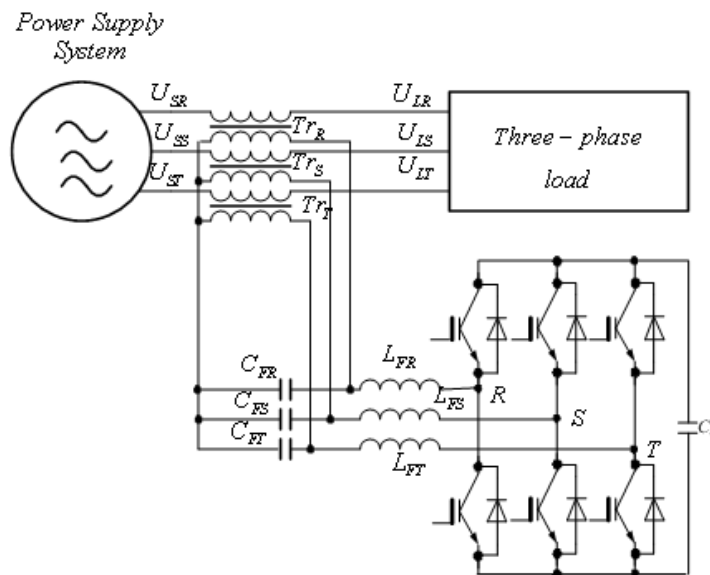 Power Supply
System
U_SR
U_LR
Tr_R
U_SS
U_LS
Three – phase
load
Tr_S
U_ST
U_LT
Tr_T
C_FR
L_FR
R
L_FS
C_FS
S
C_FT
L_FT
T
C